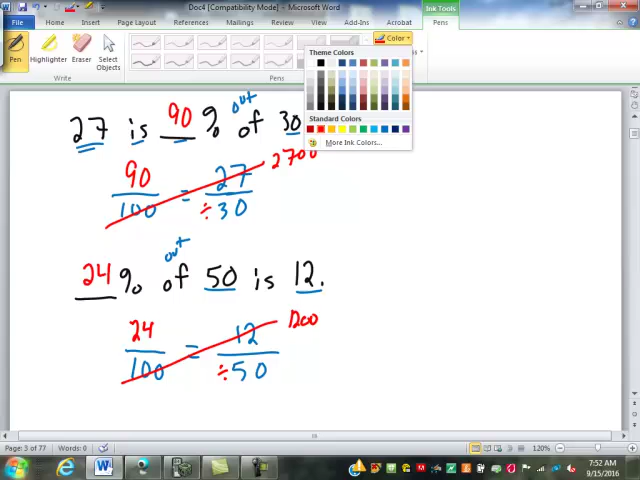 Doc4 [Compatibility Mode] - Microsoft Word
Ink Tools
File Home Insert Page Layout References Mailings Review View Add-Ins Acrobat Pens
Pen Highlighter Eraser Select Objects
Color
Write
Pens
Theme Colors
Standard Colors
More Ink Colors...
out
27 is 90 % of 30
90 = 27 2700
100 ÷30
out
24 % of 50 is 12.
24 = 12 1200
100 ÷50
Page: 3 of 77 Words: 0 120%
7:52 AM
9/15/2016